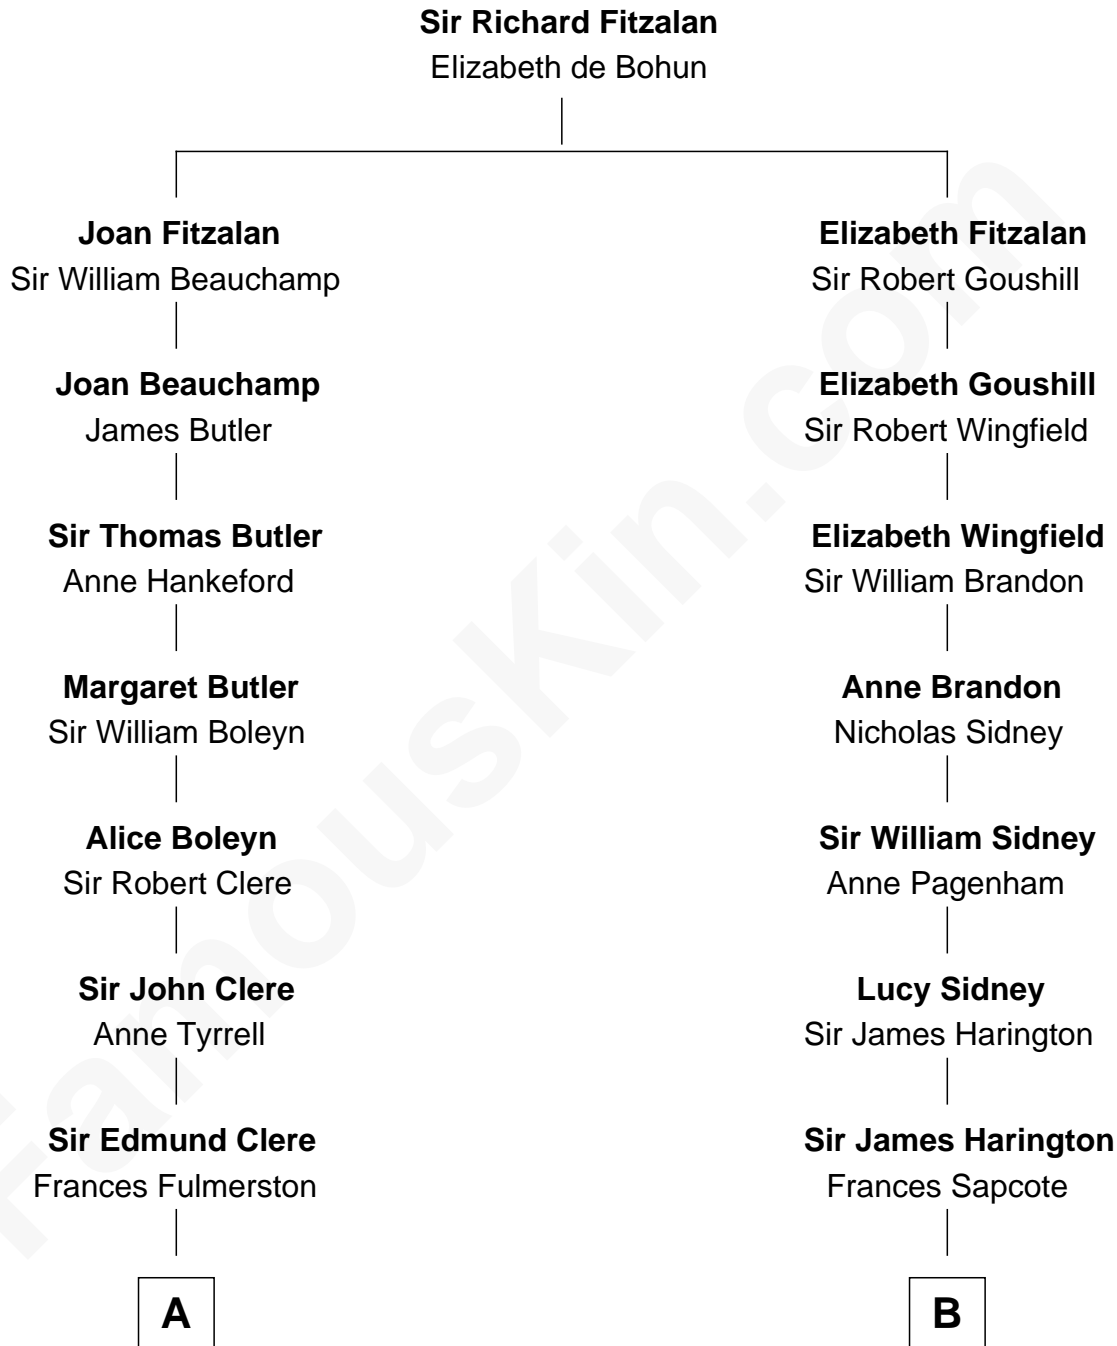 Sir Richard Fitzalan
Elizabeth de Bohun
Joan Fitzalan
Sir William Beauchamp
Elizabeth Fitzalan
Sir Robert Goushill
Joan Beauchamp
James Butler
Elizabeth Goushill
Sir Robert Wingfield
Sir Thomas Butler
Anne Hankeford
Elizabeth Wingfield
Sir William Brandon
Margaret Butler
Sir William Boleyn
Anne Brandon
Nicholas Sidney
Alice Boleyn
Sir Robert Clere
Sir William Sidney
Anne Pagenham
Sir John Clere
Anne Tyrrell
Lucy Sidney
Sir James Harington
Sir Edmund Clere
Frances Fulmerston
Sir James Harington
Frances Sapcote
A
B
FamousKin.com